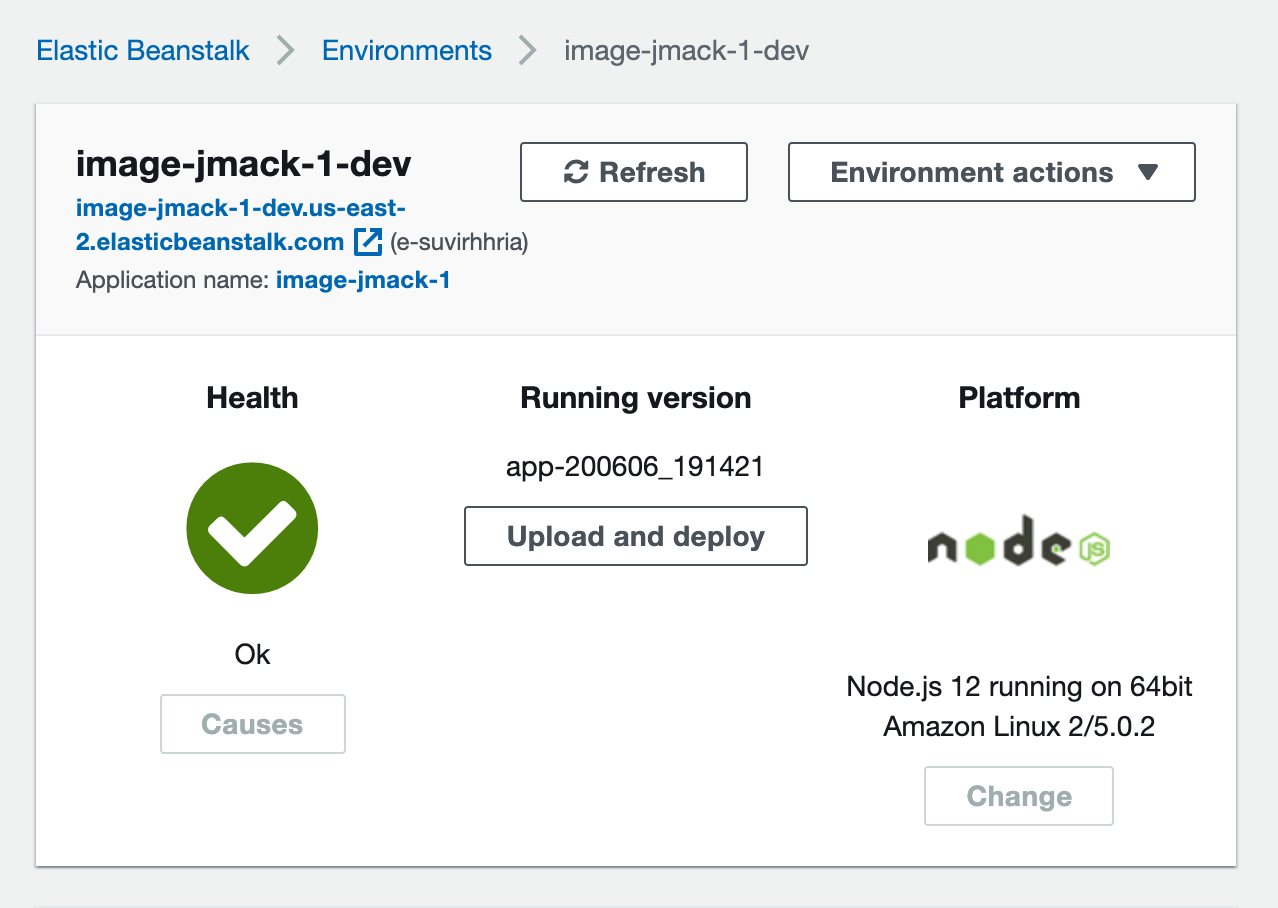 Elastic Beanstalk > Environments > image-jmack-1-dev
image-jmack-1-dev
Refresh
Environment actions ▼
image-jmack-1-dev.us-east-
2.elasticbeanstalk.com (e-suvirhhria)
Application name: image-jmack-1
Health
Running version
Platform
app-200606_191421
Upload and deploy
node JS
Ok
Causes
Node.js 12 running on 64bit
Amazon Linux 2/5.0.2
Change